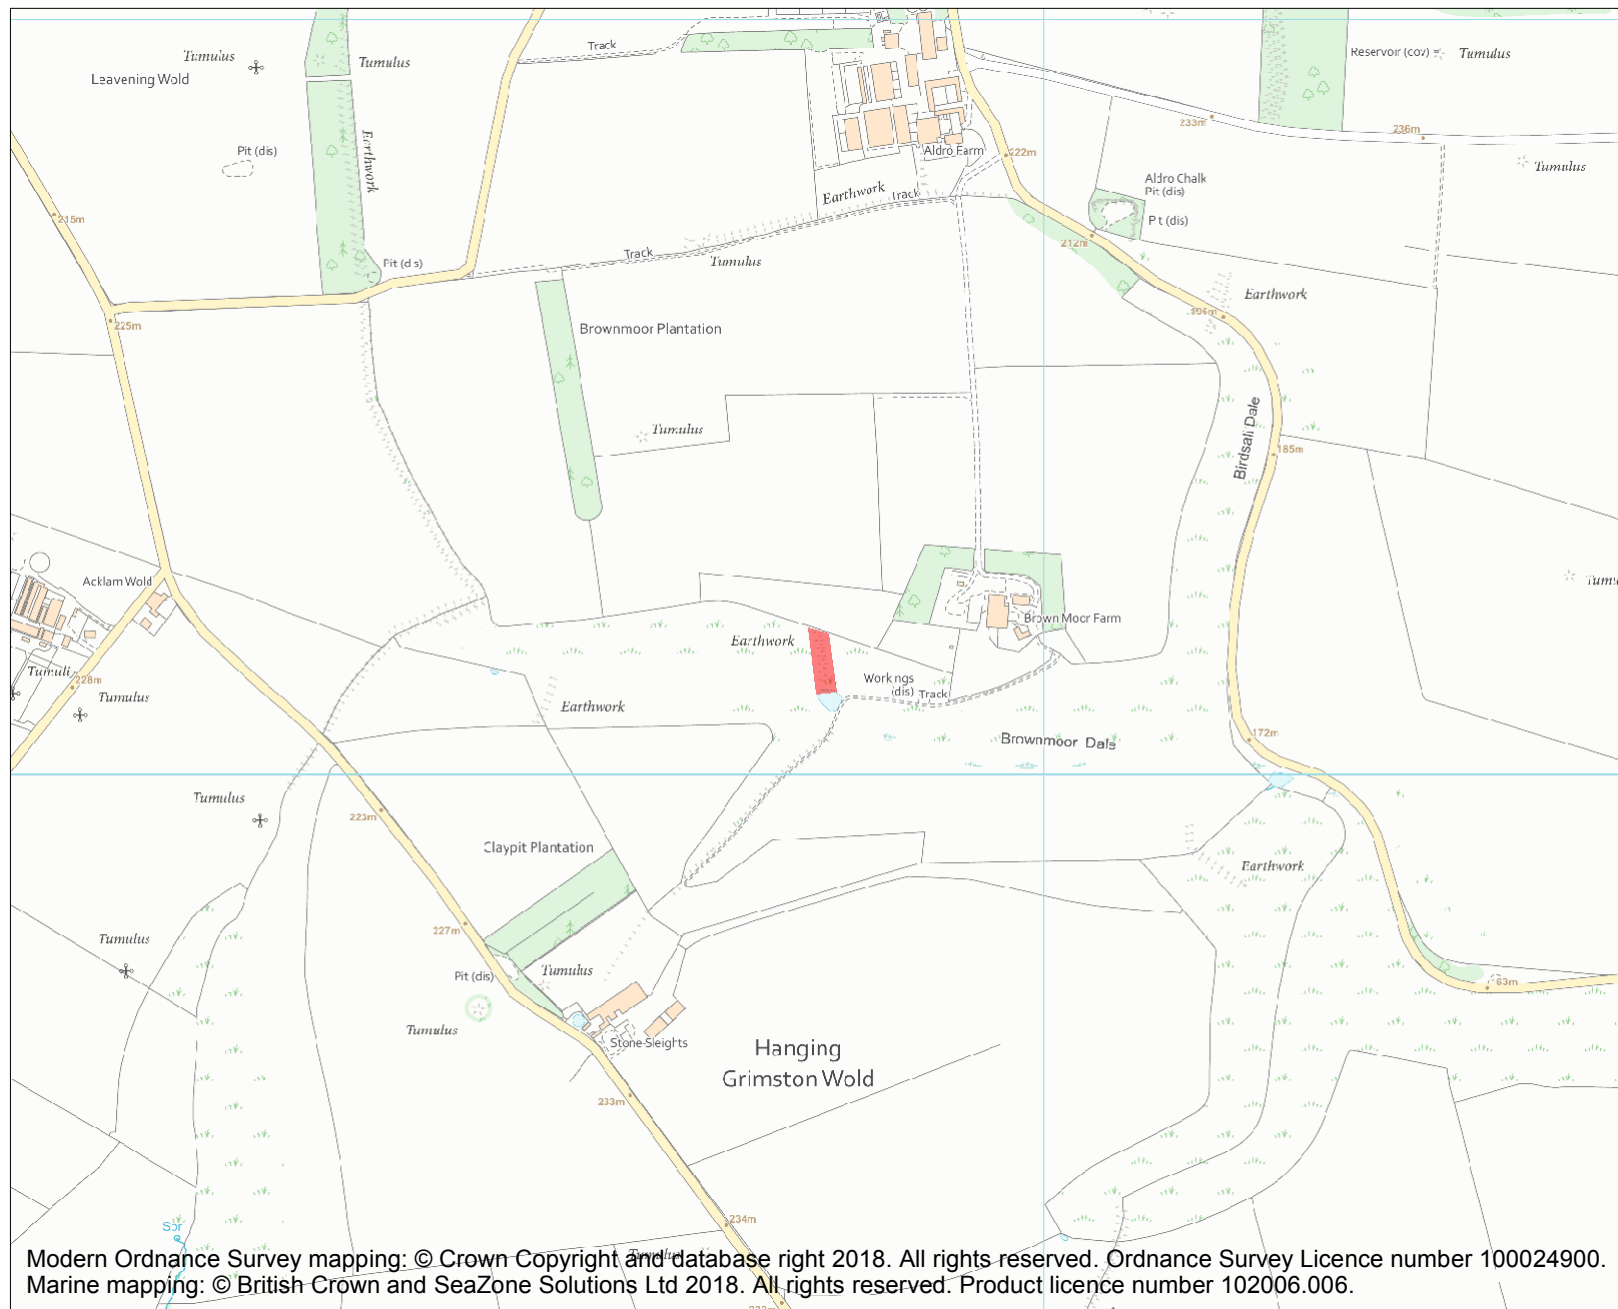 Tumulus
Tumulus
Leavening Wold
Track
Reservoir (cov)
Tumulus
Pit (dis)
Earthwork
Aldro Farm
233m
236m
222m
Tumulus
Earthwork
Track
Aldro Chalk
Pit (dis)
Pit (dis)
215m
212m
Track
Tumulus
Pit (dis)
Earthwork
196m
225m
Brownmoor Plantation
Tumulus
Birdsall Dale
185m
Acklam Wold
Brown Moor Farm
Tumuli
228m
Tumulus
Earthwork
Workings
(dis)
Track
Earthwork
172m
Brownmoor Dale
Tumulus
223m
Claypit Plantation
Earthwork
227m
Tumulus
Pit (dis)
Tumulus
63m
Tumulus
Stone Sleights
Hanging
Grimston Wold
233m
234m
Spr
Tumulus
Modern Ordnance Survey mapping: © Crown Copyright and database right 2018. All rights reserved. Ordnance Survey Licence number 100024900.
Marine mapping: © British Crown and SeaZone Solutions Ltd 2018. All rights reserved. Product licence number 102006.006.